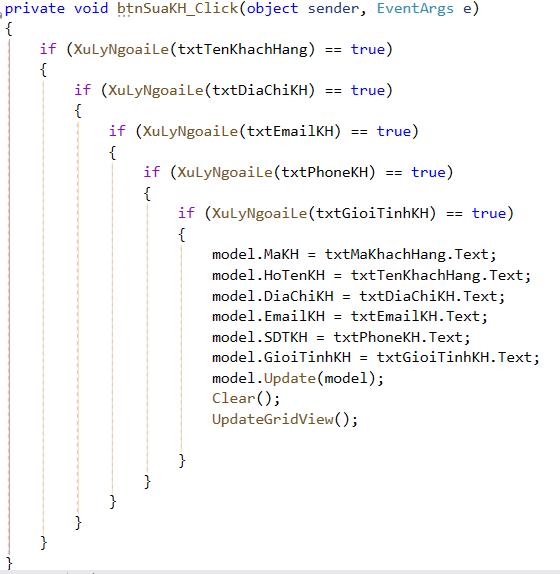 private void btnSuaKH_Click(object sender, EventArgs e)
{
    if (XuLyNgoaiLe(txtTenKhachHang) == true)
    {
        if (XuLyNgoaiLe(txtDiaChiKH) == true)
        {
            if (XuLyNgoaiLe(txtEmailKH) == true)
            {
                if (XuLyNgoaiLe(txtPhoneKH) == true)
                {
                    if (XuLyNgoaiLe(txtGioiTinhKH) == true)
                    {
                        model.MaKH = txtMaKhachHang.Text;
                        model.HoTenKH = txtTenKhachHang.Text;
                        model.DiaChiKH = txtDiaChiKH.Text;
                        model.EmailKH = txtEmailKH.Text;
                        model.SDTKH = txtPhoneKH.Text;
                        model.GioiTinhKH = txtGioiTinhKH.Text;
                        model.Update(model);
                        Clear();
                        UpdateGridView();

                    }
                }
            }
        }
    }
}